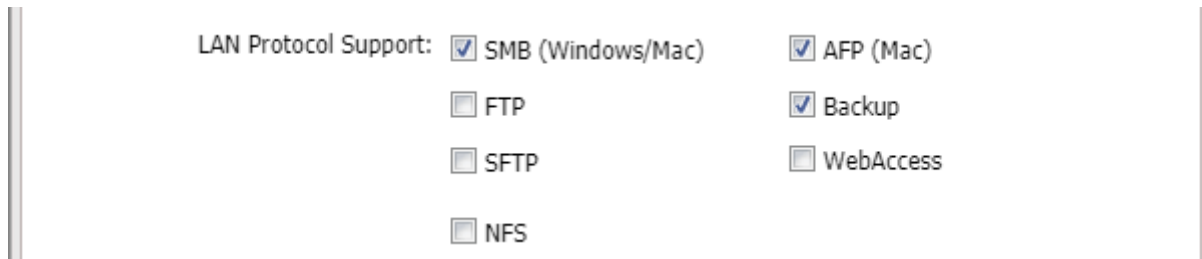 LAN Protocol Support: SMB (Windows/Mac) AFP (Mac)
FTP Backup
SFTP WebAccess
NFS